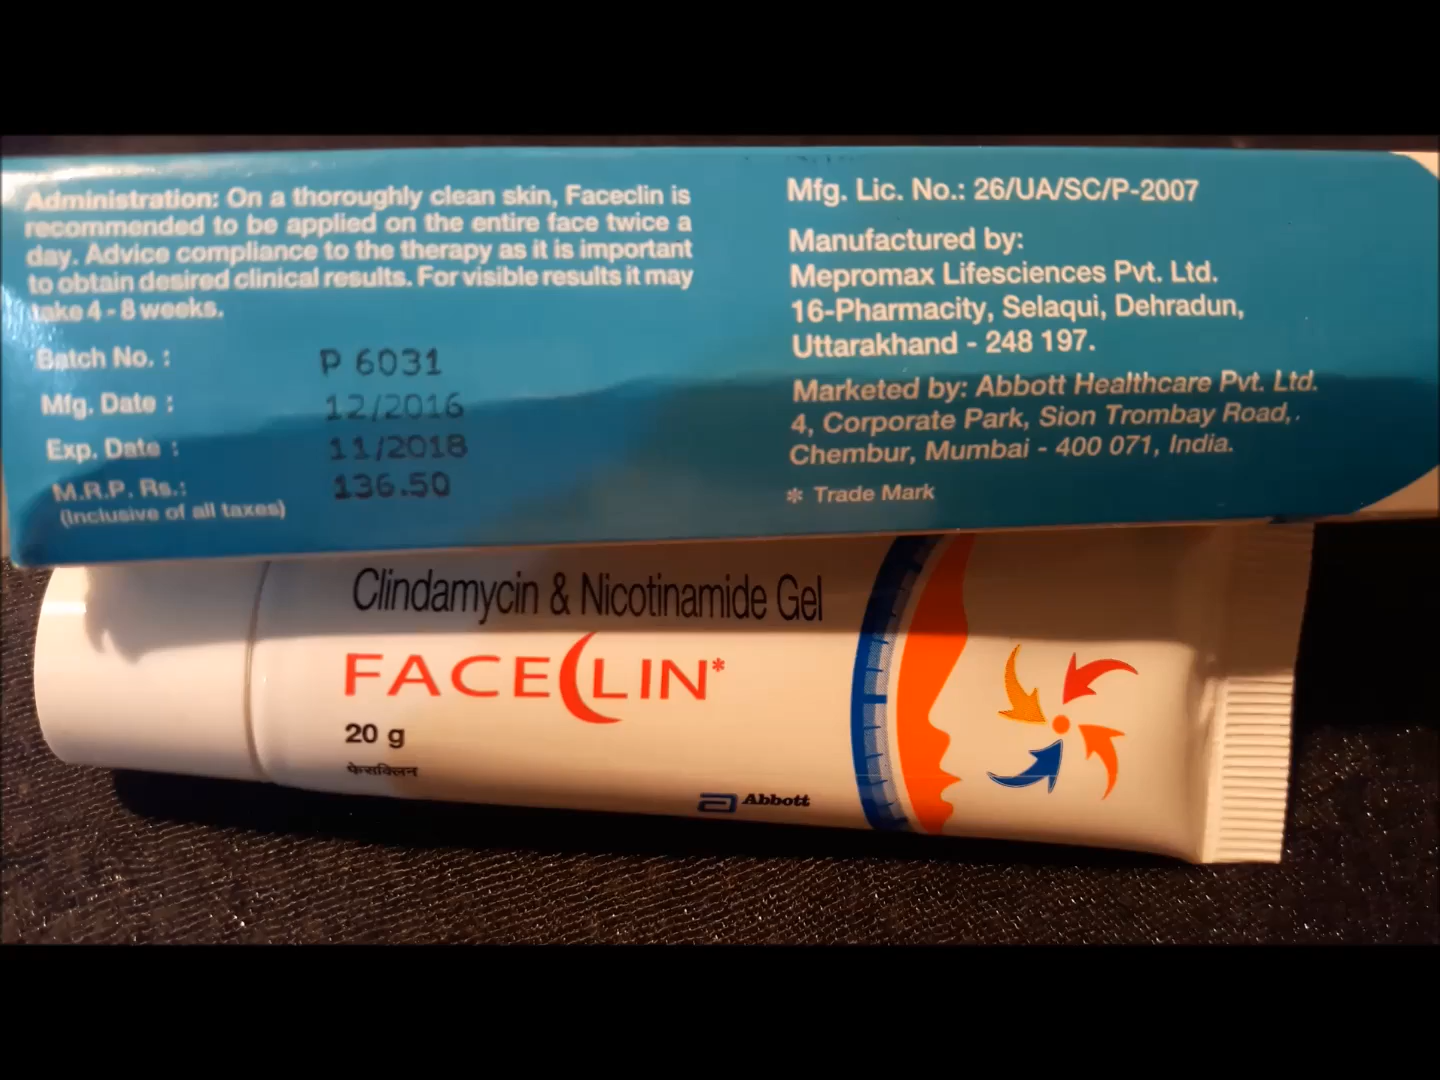 Administration: On a thoroughly clean skin, Faceclin is
recommended to be applied on the entire face twice a
day. Advice compliance to the therapy as it is important
to obtain desired clinical results. For visible results it may
take 4 - 8 weeks.
Batch No. : P 6031
Mfg. Date : 12/2016
Exp. Date : 11/2018
M.R.P. Rs.: 136.50
(Inclusive of all taxes)
Mfg. Lic. No.: 26/UA/SC/P-2007
Manufactured by:
Mepromax Lifesciences Pvt. Ltd.
16-Pharmacity, Selaqui, Dehradun,
Uttarakhand - 248 197.
Marketed by: Abbott Healthcare Pvt. Ltd.
4, Corporate Park, Sion Trombay Road,.
Chembur, Mumbai - 400 071, India.
* Trade Mark
Clindamycin & Nicotinamide Gel
FACECLIN*
20 g
फेसक्लिन
Abbott